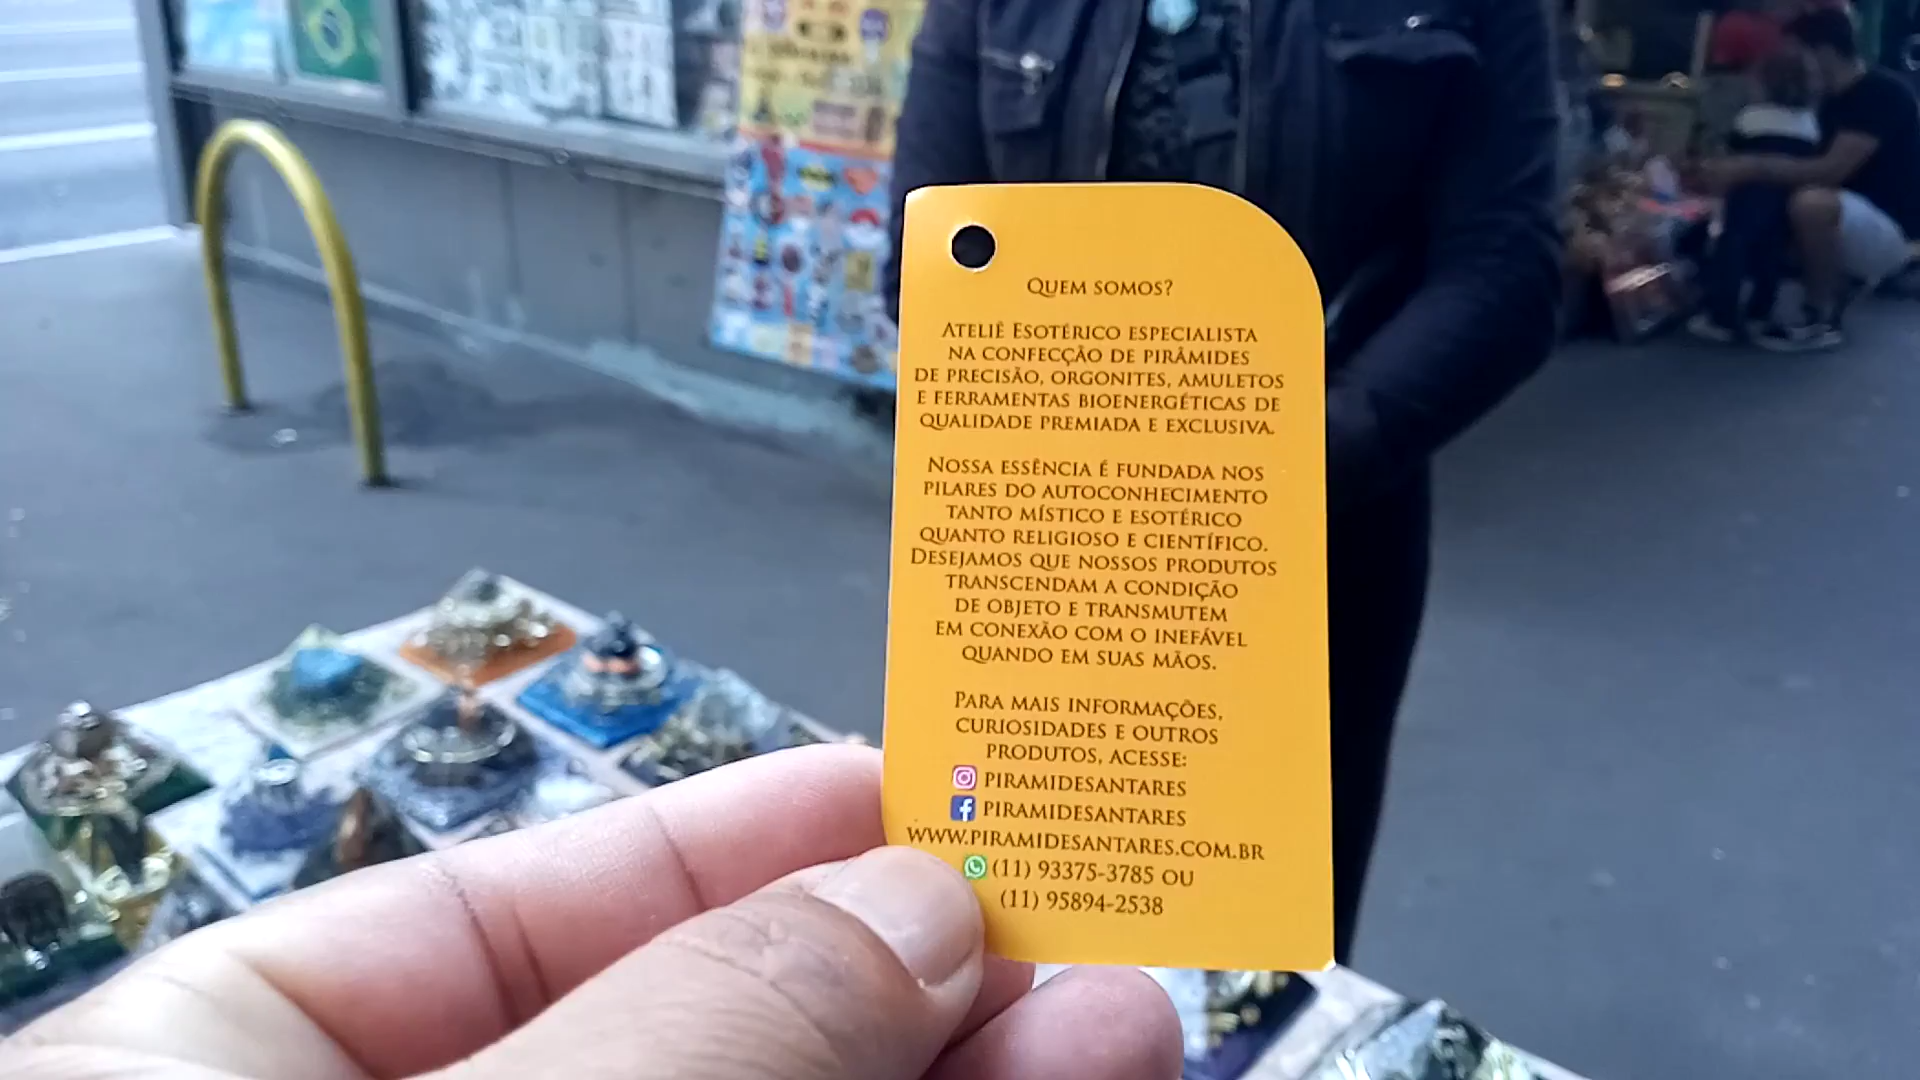 QUEM SOMOS?
ATELIÊ ESOTÉRICO ESPECIALISTA
NA CONFECÇÃO DE PIRÂMIDES
DE PRECISÃO, ORGONITES, AMULETOS
E FERRAMENTAS BIOENERGÉTICAS DE
QUALIDADE PREMIADA E EXCLUSIVA.
NOSSA ESSÊNCIA É FUNDADA NOS
PILARES DO AUTOCONHECIMENTO
TANTO MÍSTICO E ESOTÉRICO
QUANTO RELIGIOSO E CIENTÍFICO.
DESEJAMOS QUE NOSSOS PRODUTOS
TRANSCENDAM A CONDIÇÃO
DE OBJETO E TRANSMUTEM
EM CONEXÃO COM O INEFÁVEL
QUANDO EM SUAS MÃOS.
PARA MAIS INFORMAÇÕES,
CURIOSIDADES E OUTROS
PRODUTOS, ACESSE:
PIRAMIDESANTARES
PIRAMIDESANTARES
WWW.PIRAMIDESANTARES.COM.BR
(11) 93375-3785 OU
(11) 95894-2538